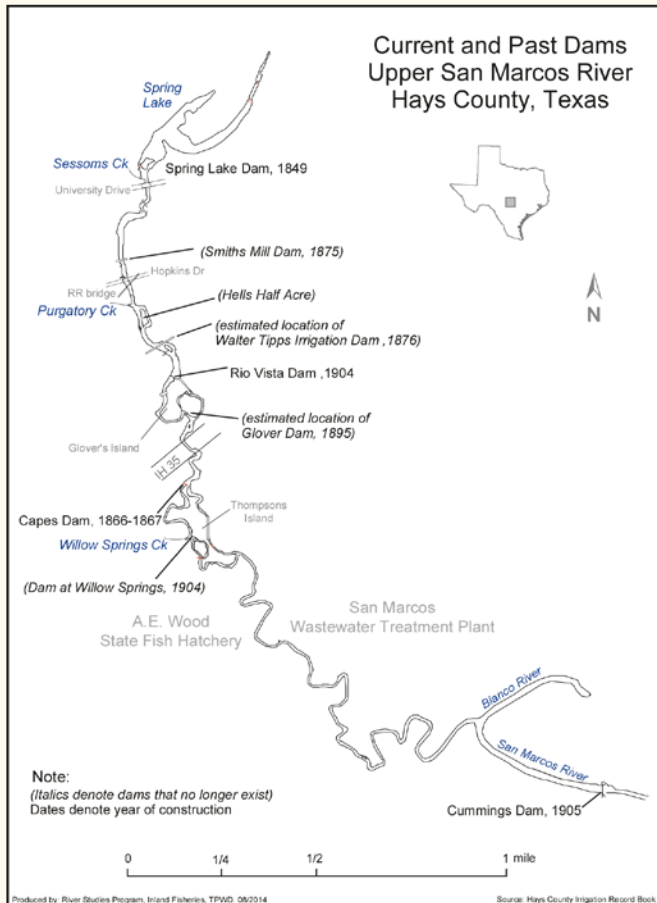 Current and Past Dams
Upper San Marcos River
Hays County, Texas
Spring
Lake
Sessoms Ck
Spring Lake Dam, 1849
University Drive
(Smiths Mill Dam, 1875)
Hopkins Dr
RR bridge
(Hells Half Acre)
Purgatory Ck
(estimated location of
Walter Tipps Irrigation Dam ,1876)
Rio Vista Dam ,1904
(estimated location of
Glover Dam, 1895)
Glover's Island
IH 35
Capes Dam, 1866-1867
Thompsons
Island
Willow Springs Ck
(Dam at Willow Springs, 1904)
A.E. Wood
State Fish Hatchery
San Marcos
Wastewater Treatment Plant
N
Blanco River
San Marcos River
Cummings Dam, 1905
Note:
(Italics denote dams that no longer exist)
Dates denote year of construction
0 1/4 1/2 1 mile
Produced by: River Studies Program, Inland Fisheries, TPWD, 08/2014
Source: Hays County Irrigation Record Book